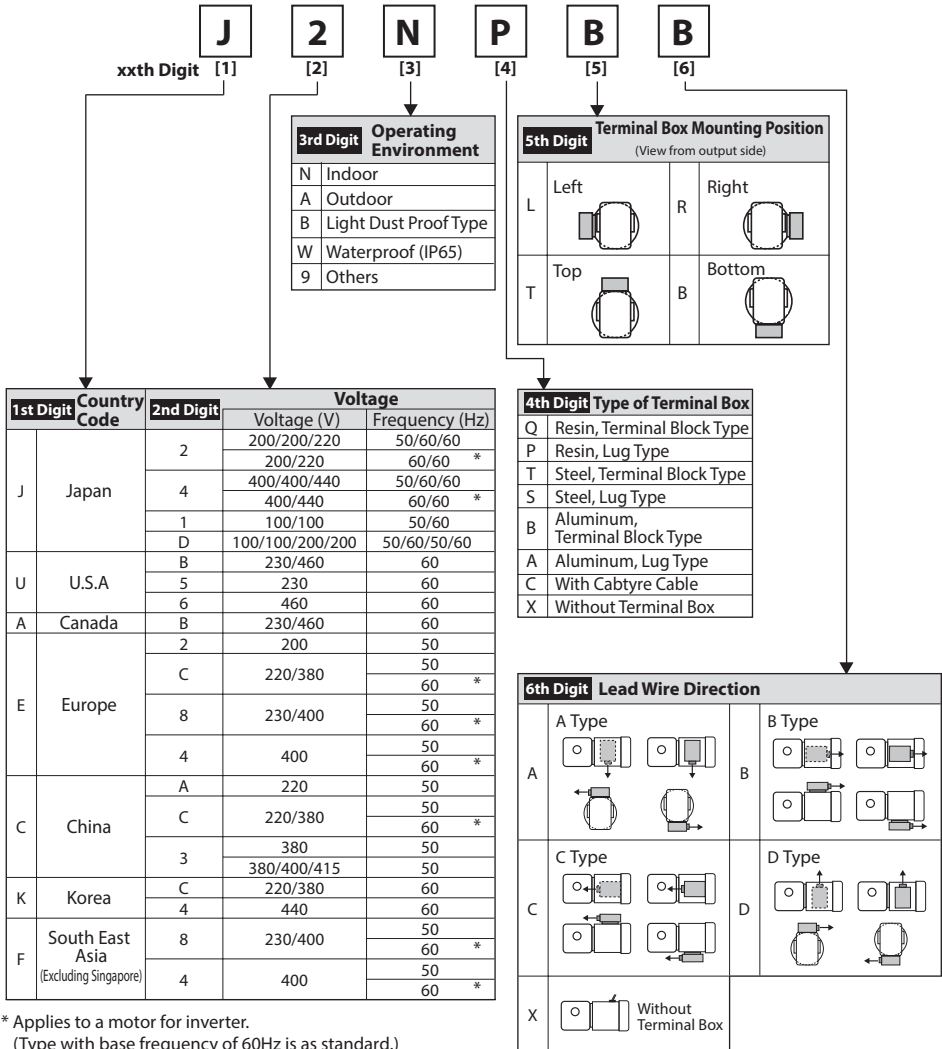 J 2 N P B B
xxth Digit [1] [2] [3] [4] [5] [6]
3rd Digit Operating Environment
N Indoor
A Outdoor
B Light Dust Proof Type
W Waterproof (IP65)
9 Others
5th Digit Terminal Box Mounting Position
(View from output side)
L Left R Right
T Top B Bottom
1st Digit Country Code 2nd Digit Voltage
Voltage (V) Frequency (Hz)
J Japan 2 200/200/220 50/60/60
200/220 60/60 *
4 400/400/440 50/60/60
400/440 60/60 *
1 100/100 50/60
D 100/100/200/200 50/60/50/60
U U.S.A B 230/460 60
5 230 60
6 460 60
A Canada B 230/460 60
E Europe 2 200 50
C 220/380 50
60 *
8 230/400 50
60 *
4 400 50
60 *
C China A 220 50
C 220/380 50
60 *
3 380 50
380/400/415 50
K Korea C 220/380 60
4 440 60
F South East Asia (Excluding Singapore) 8 230/400 50
60 *
4 400 50
60 *
* Applies to a motor for inverter.
(Type with base frequency of 60Hz is as standard.)
4th Digit Type of Terminal Box
Q Resin, Terminal Block Type
P Resin, Lug Type
T Steel, Terminal Block Type
S Steel, Lug Type
B Aluminum,
Terminal Block Type
A Aluminum, Lug Type
C With Cabtyre Cable
X Without Terminal Box
6th Digit Lead Wire Direction
A A Type B B Type
C C Type D D Type
X Without
Terminal Box